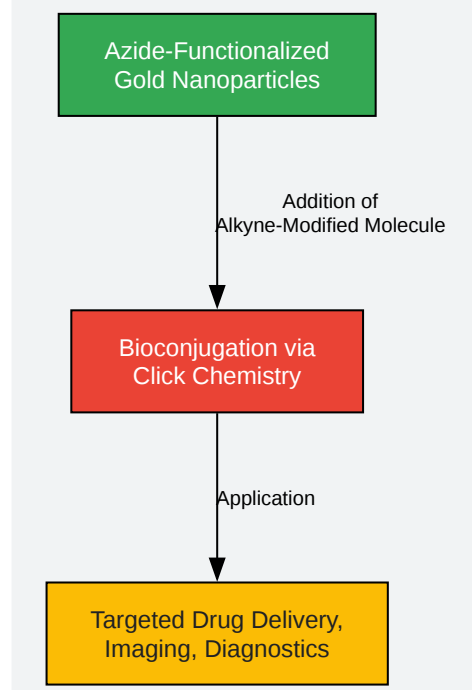 Azide-Functionalized
Gold Nanoparticles
Addition of
Alkyne-Modified Molecule
Bioconjugation via
Click Chemistry
Application
Targeted Drug Delivery,
Imaging, Diagnostics